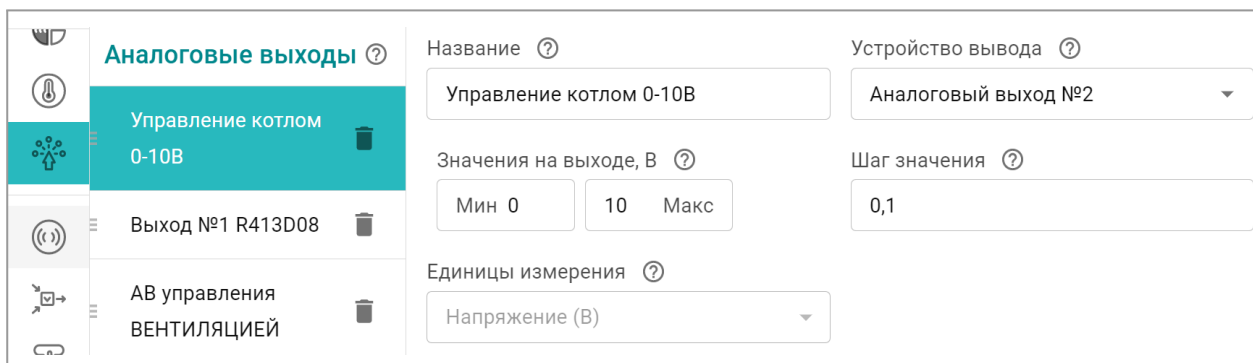 Аналоговые выходы
Управление котлом
0-10В
Выход №1 R413D08
АВ управления
ВЕНТИЛЯЦИЕЙ
Название
Устройство вывода
Управление котлом 0-10В
Аналоговый выход №2
Значения на выходе, В
Шаг значения
Мин 0
10 Макс
0,1
Единицы измерения
Напряжение (В)